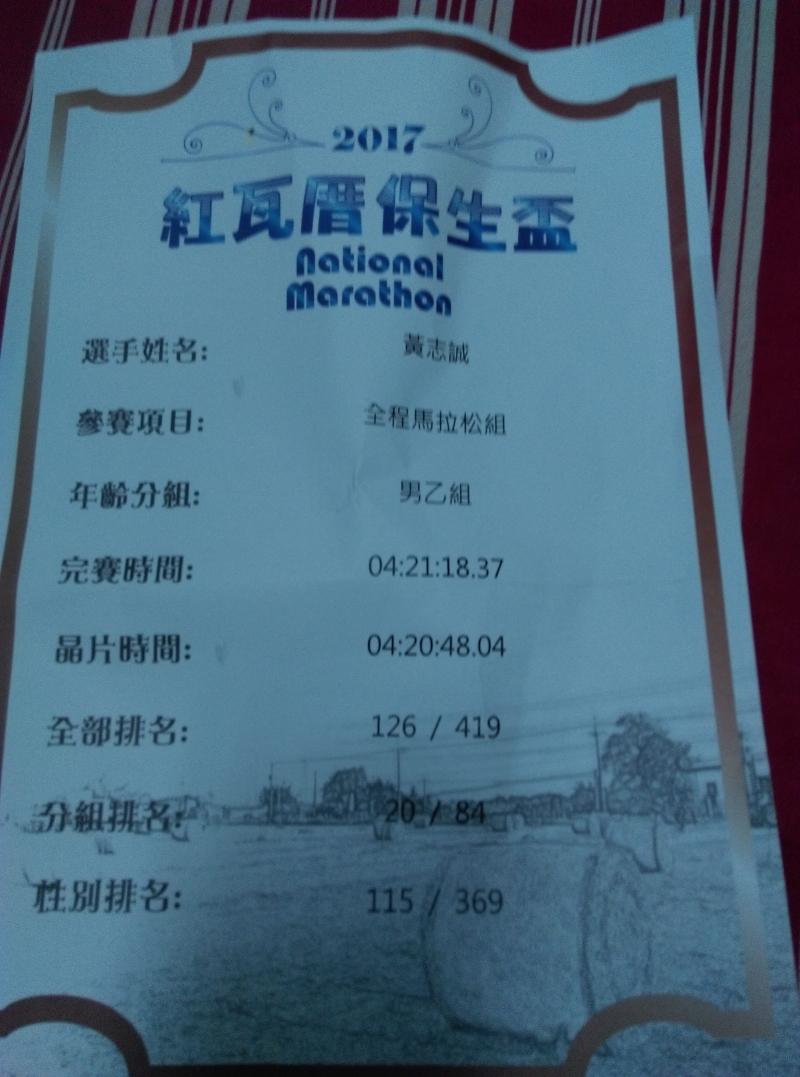 2017
紅瓦厝保生盃
National
Marathon
選手姓名: 黃志誠
參賽項目: 全程馬拉松組
年齡分組: 男乙組
完賽時間: 04:21:18.37
晶片時間: 04:20:48.04
全部排名: 126 / 419
分組排名: 20 / 84
性別排名: 115 / 369